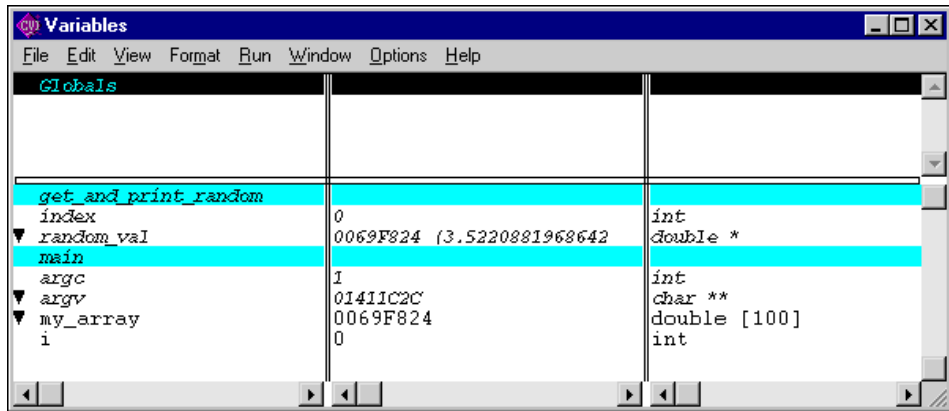 CVI Variables
File Edit View Format Run Window Options Help
Globals
get_and_print_random
index 0 int
random_val 0069F824 (3.5220881968642 double *
main
argc 1 int
argv 01411C2C char **
my_array 0069F824 double [100]
i 0 int